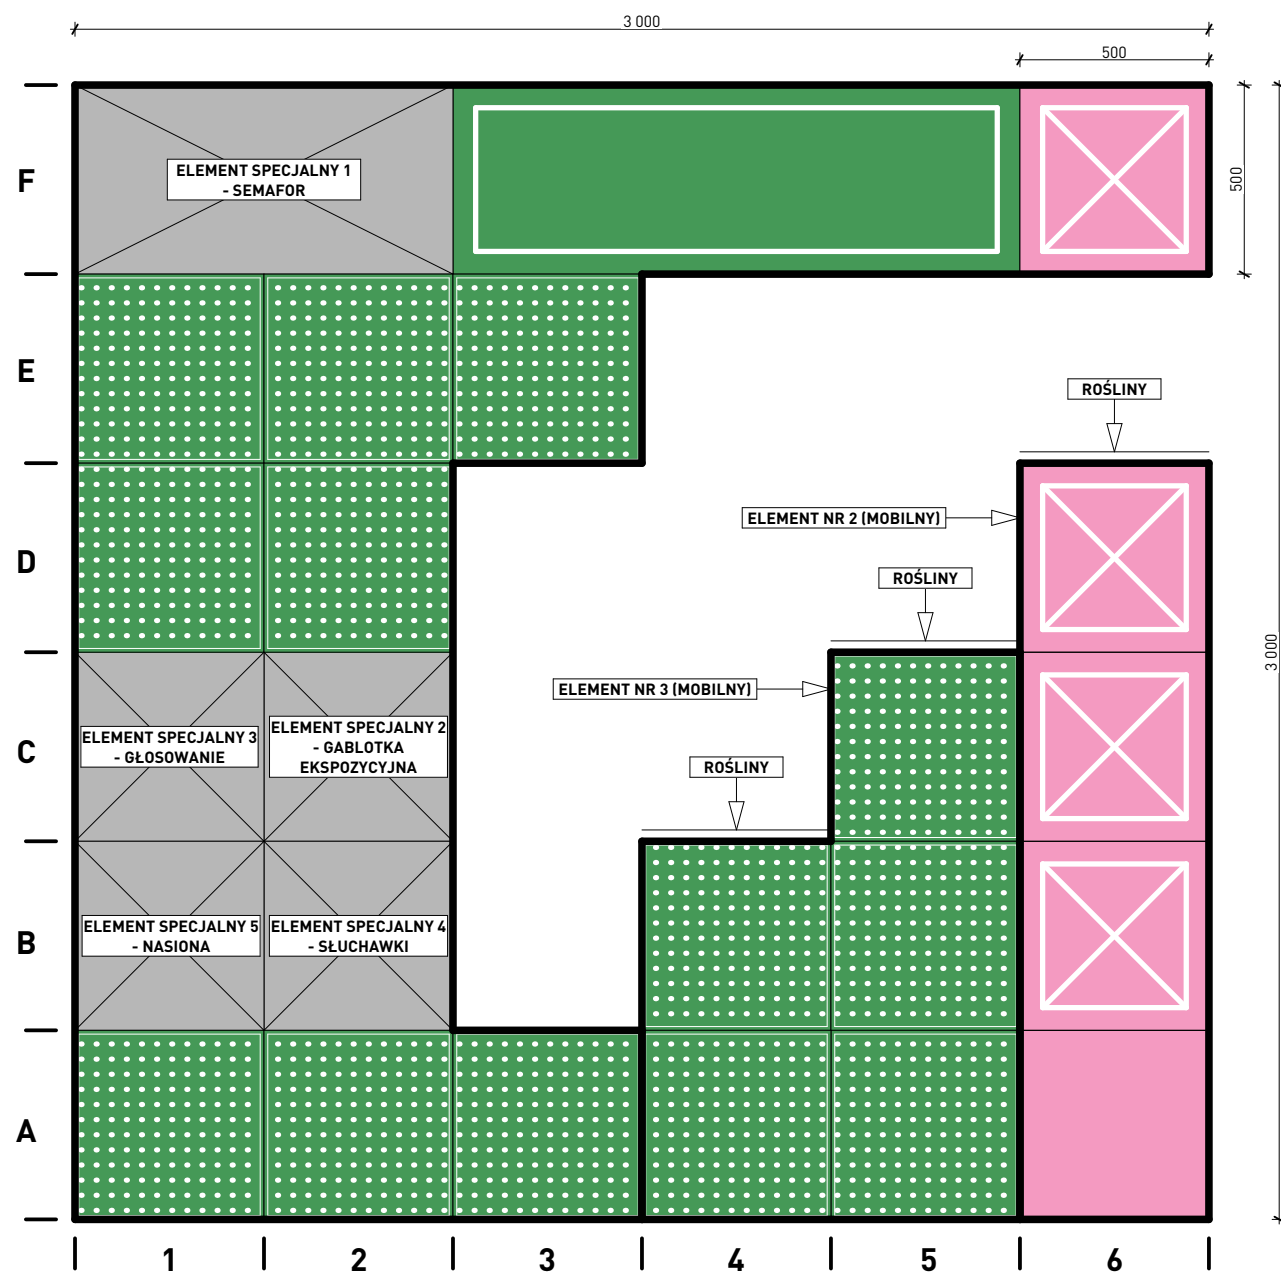 3 000
500
F
ELEMENT SPECJALNY 1
- SEMAFOR
500
E
ROŚLINY
D
ELEMENT NR 2 (MOBILNY)
ROŚLINY
3 000
C
ELEMENT SPECJALNY 3
- GŁOSOWANIE
ELEMENT SPECJALNY 2
- GABLOTKA
EKSPOZYCYJNA
ELEMENT NR 3 (MOBILNY)
ROŚLINY
B
ELEMENT SPECJALNY 5
- NASIONA
ELEMENT SPECJALNY 4
- SŁUCHAWKI
A
1 2 3 4 5 6